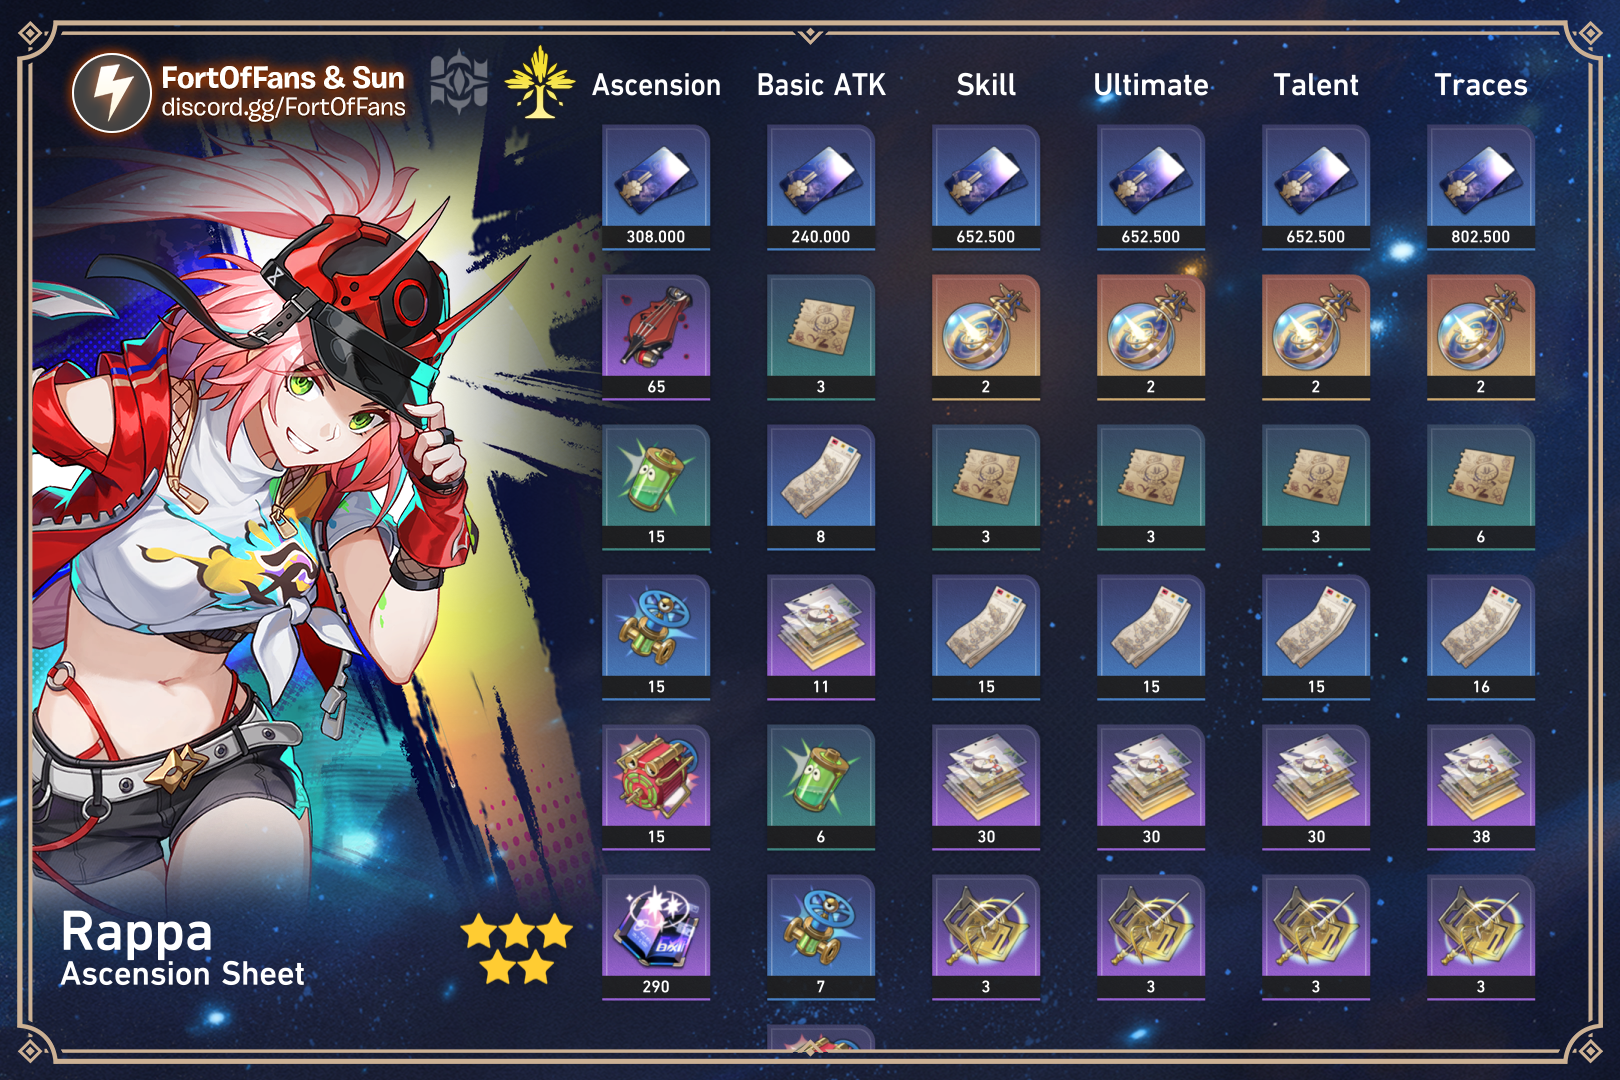 FortOfFans & Sun
discord.gg/FortOfFans
Ascension Basic ATK Skill Ultimate Talent Traces
308.000 240.000 652.500 652.500 652.500 802.500
65 3 2 2 2 2
15 8 3 3 3 6
15 11 15 15 15 16
15 6 30 30 30 38
290 7 3 3 3 3
Rappa
Ascension Sheet